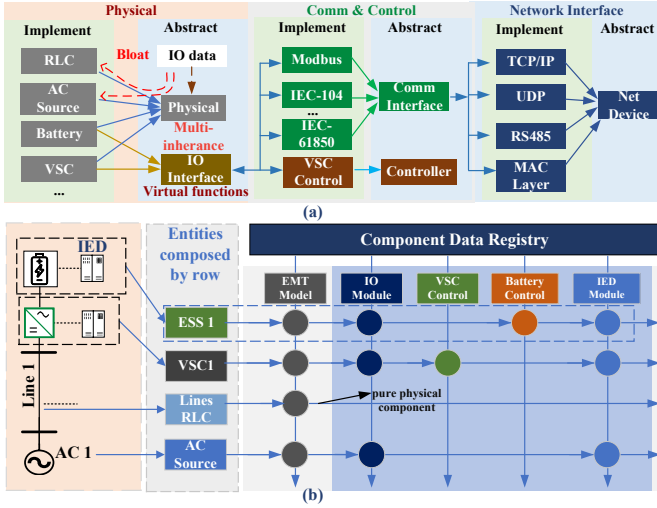 Physical
Comm & Control
Network Interface
Implement
Abstract
Implement
Abstract
Implement
Abstract
RLC
Bloat
IO data
AC
Source
Physical
Battery
Multi-
inherance
VSC
IO
Interface
...
Virtual functions
Modbus
IEC-104
...
IEC-
61850
Comm
Interface
VSC
Control
Controller
TCP/IP
UDP
RS485
MAC
Layer
Net
Device
(a)
IED
Line 1
AC 1
Entities
composed
by row
ESS 1
VSC1
Lines
RLC
AC
Source
Component Data Registry
EMT
Model
IO
Module
VSC
Control
Battery
Control
IED
Module
pure physical
component
(b)